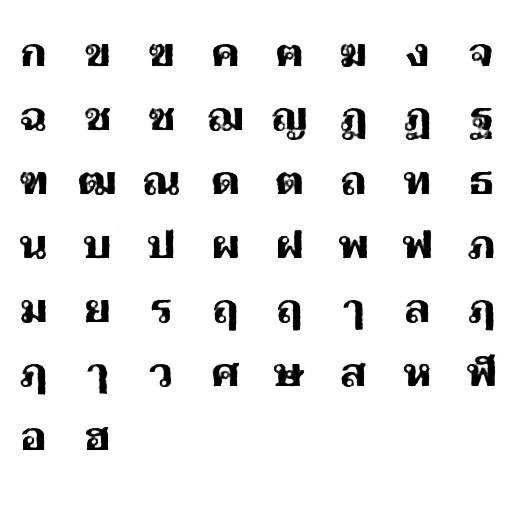 ก ข ฃ ค ฅ ฆ ง จ
ฉ ช ซ ฌ ญ ฎ ฏ ฐ
ฑ ฒ ณ ด ต ถ ท ธ
น บ ป ผ ฝ พ ฟ ภ
ม ย ร ฤ ฤ ๅ ล ฦ
ฦ ๅ ว ศ ษ ส ห ฬ
อ ฮ